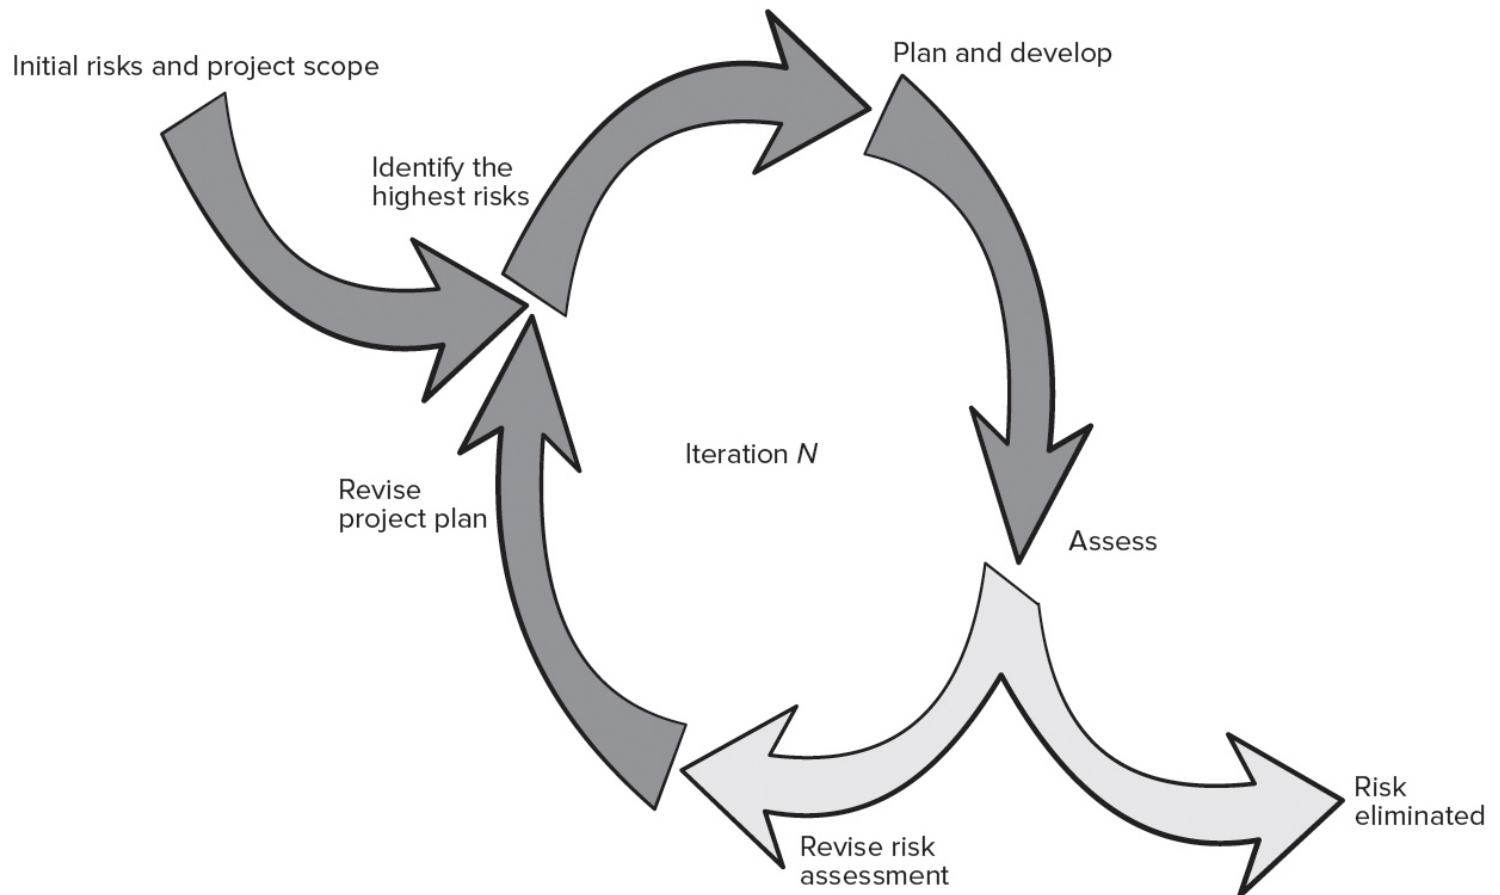 Initial risks and project scope
Plan and develop
Identify the
highest risks
Iteration N
Revise
project plan
Assess
Risk
eliminated
Revise risk
assessment